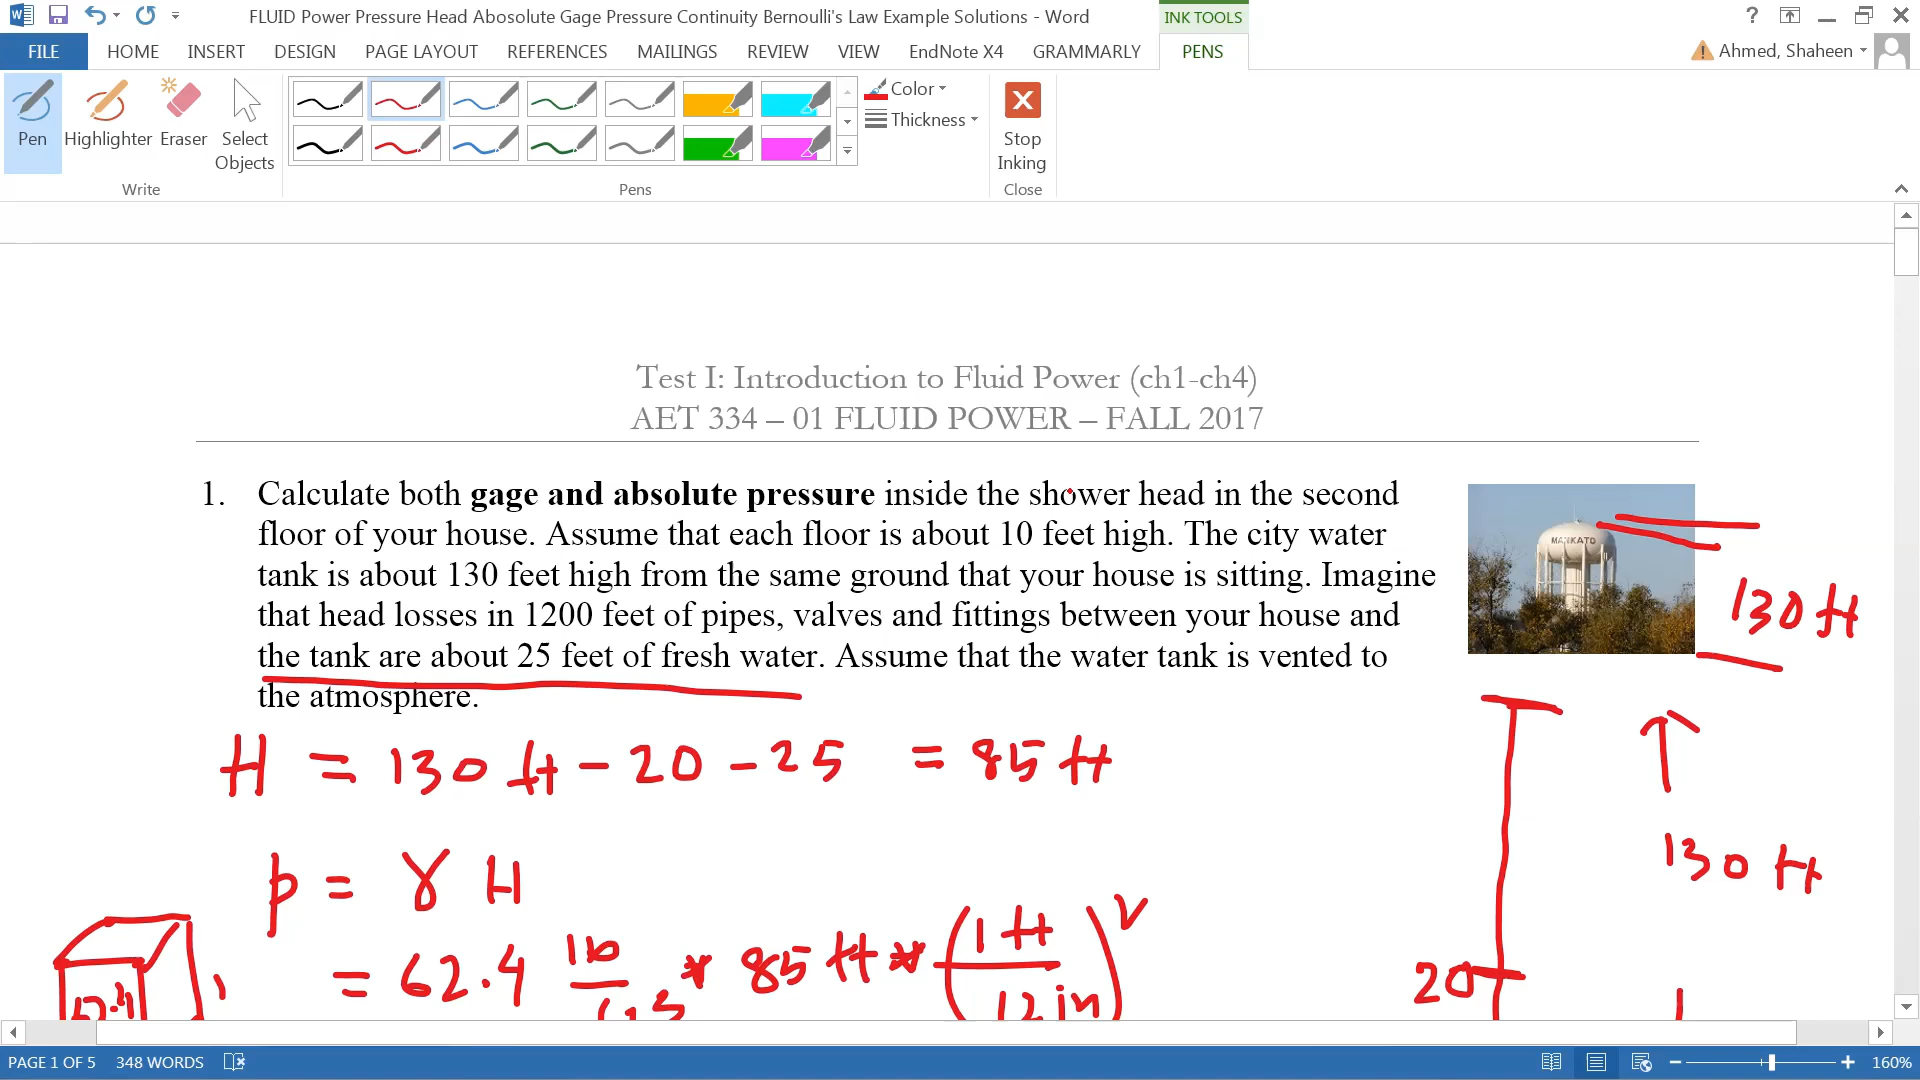 FLUID Power Pressure Head Abosolute Gage Pressure Continuity Bernoulli's Law Example Solutions - Word
INK TOOLS
FILE HOME INSERT DESIGN PAGE LAYOUT REFERENCES MAILINGS REVIEW VIEW EndNote X4 GRAMMARLY PENS
Ahmed, Shaheen
Pen Highlighter Eraser Select Objects
Color
Thickness
Stop Inking
Write Pens Close
Test I: Introduction to Fluid Power (ch1-ch4)
AET 334 – 01 FLUID POWER – FALL 2017
1. Calculate both gage and absolute pressure inside the shower head in the second
floor of your house. Assume that each floor is about 10 feet high. The city water
tank is about 130 feet high from the same ground that your house is sitting. Imagine
that head losses in 1200 feet of pipes, valves and fittings between your house and
the tank are about 25 feet of fresh water. Assume that the water tank is vented to
the atmosphere.
MANKATO
130 ft
H = 130 ft - 20 - 25 = 85 ft
130 ft
p = γ H
= 62.4 lb * 85 ft * (1 ft
12 in)
20
PAGE 1 OF 5 348 WORDS
160%